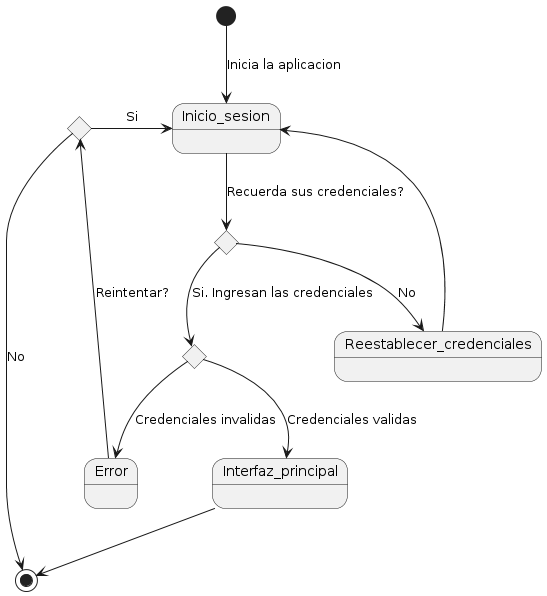 Inicia la aplicacion
Si
Inicio_sesion
Recuerda sus credenciales?
Reintentar?
Si. Ingresan las credenciales
No
Reestablecer_credenciales
No
Credenciales invalidas
Credenciales validas
Error
Interfaz_principal